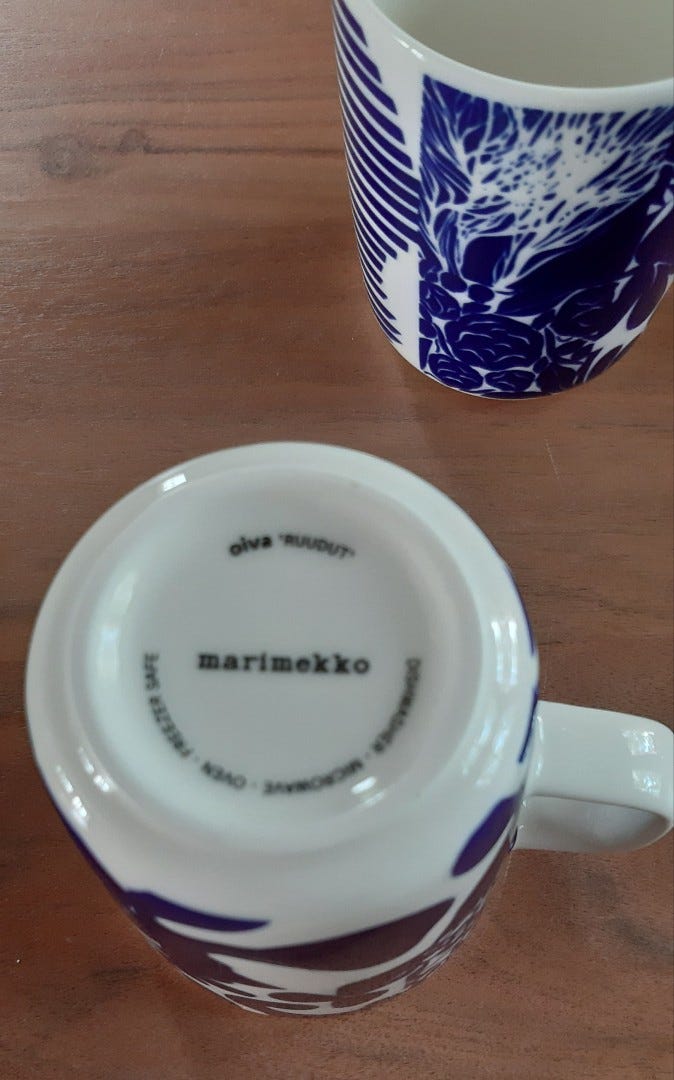 oiva "RUUDUT"
marimekko
DISHWASHER · MICROWAVE · OVEN · FREEZER SAFE